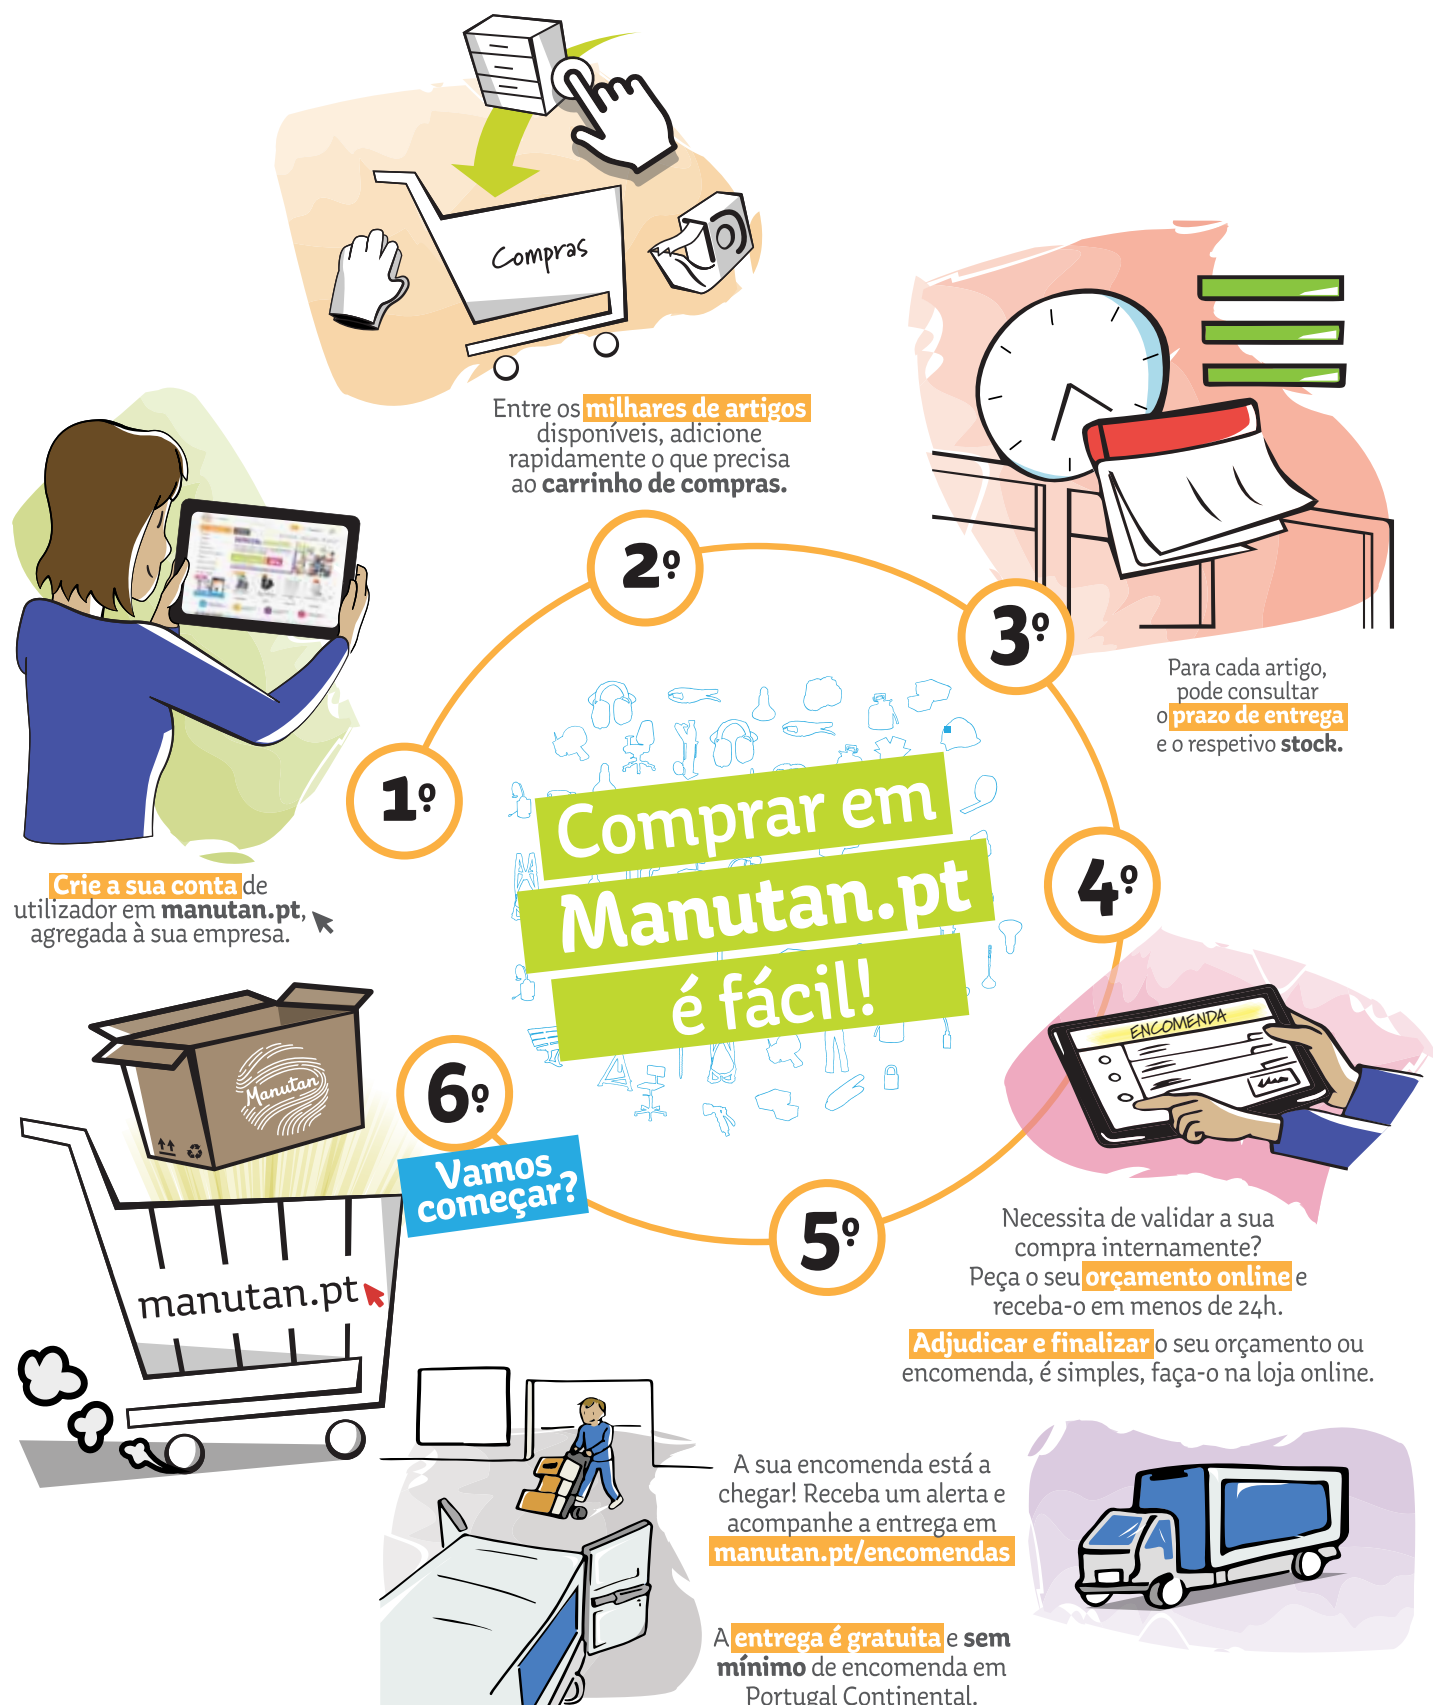 Compras
Entre os milhares de artigos
disponíveis, adicione
rapidamente o que precisa
ao carrinho de compras.
2º
3º
Para cada artigo,
pode consultar
o prazo de entrega
e o respetivo stock.
1º
Crie a sua conta de
utilizador em manutan.pt,
agregada à sua empresa.
Comprar em
Manutan.pt
é fácil!
4º
ENCOMENDA
Necessita de validar a sua
compra internamente?
Peça o seu orçamento online e
receba-o em menos de 24h.
Adjudicar e finalizar o seu orçamento ou
encomenda, é simples, faça-o na loja online.
5º
A sua encomenda está a
chegar! Receba um alerta e
acompanhe a entrega em
manutan.pt/encomendas
A entrega é gratuita e sem
mínimo de encomenda em
Portugal Continental.
6º
Vamos
começar?
Manutan
manutan.pt